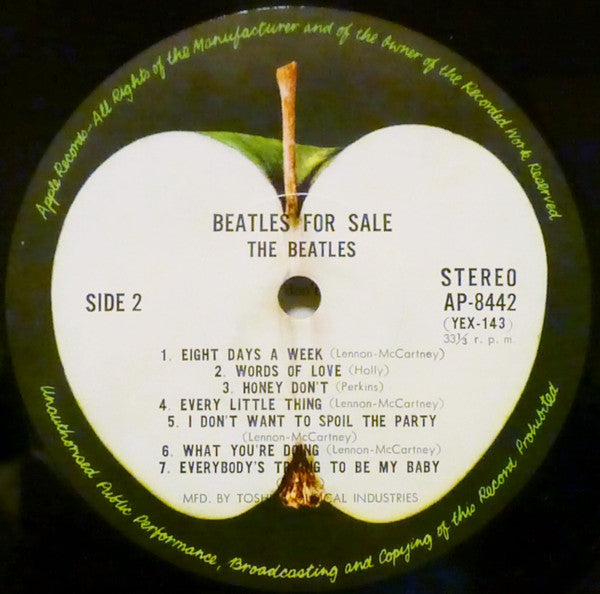 Apple Records-All Rights of the Manufacturer and of the Owner of the Recorded Work Reserved
BEATLES FOR SALE
THE BEATLES
SIDE 2
STEREO
AP-8442
(YEX-143)
33⅓ r. p. m.
1. EIGHT DAYS A WEEK (Lennon-McCartney)
2. WORDS OF LOVE (Holly)
3. HONEY DON'T (Perkins)
4. EVERY LITTLE THING (Lennon-McCartney)
5. I DON'T WANT TO SPOIL THE PARTY
(Lennon-McCartney)
6. WHAT YOU'RE DOING (Lennon-McCartney)
7. EVERYBODY'S TRYING TO BE MY BABY
MFD. BY INDUSTRIES
Unauthorised Public Performance, Broadcasting and Copying of this Record Prohibited